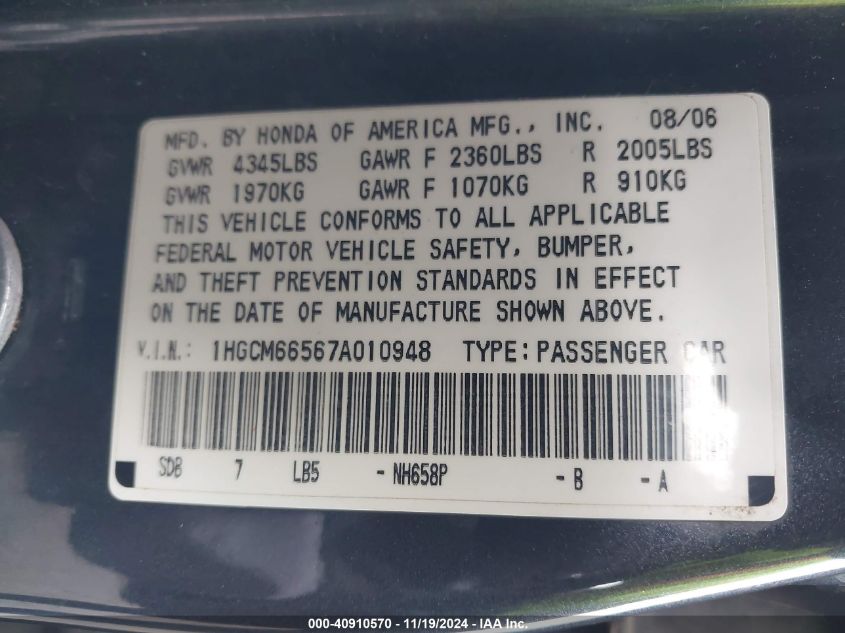 MFD. BY HONDA OF AMERICA MFG., INC. 08/06
GVWR 4345LBS GAWR F 2360LBS R 2005LBS
GVWR 1970KG GAWR F 1070KG R 910KG
THIS VEHICLE CONFORMS TO ALL APPLICABLE
FEDERAL MOTOR VEHICLE SAFETY, BUMPER,
AND THEFT PREVENTION STANDARDS IN EFFECT
ON THE DATE OF MANUFACTURE SHOWN ABOVE.
V.I.N.: 1HGCM66567A010948 TYPE: PASSENGER CAR
SDB 7 LB5 - NH658P - B - A
000-40910570 - 11/19/2024 - IAA Inc.